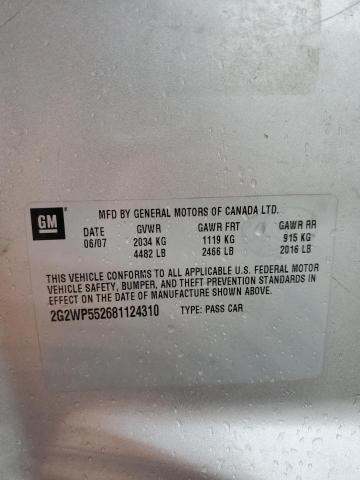 GM
MFD BY GENERAL MOTORS OF CANADA LTD.
DATE GVWR GAWR FRT GAWR RR
06/07 2034 KG 1119 KG 915 KG
4482 LB 2466 LB 2016 LB
THIS VEHICLE CONFORMS TO ALL APPLICABLE U.S. FEDERAL MOTOR
VEHICLE SAFETY, BUMPER, AND THEFT PREVENTION STANDARDS IN
EFFECT ON THE DATE OF MANUFACTURE SHOWN ABOVE.
2G2WP552681124310 TYPE: PASS CAR